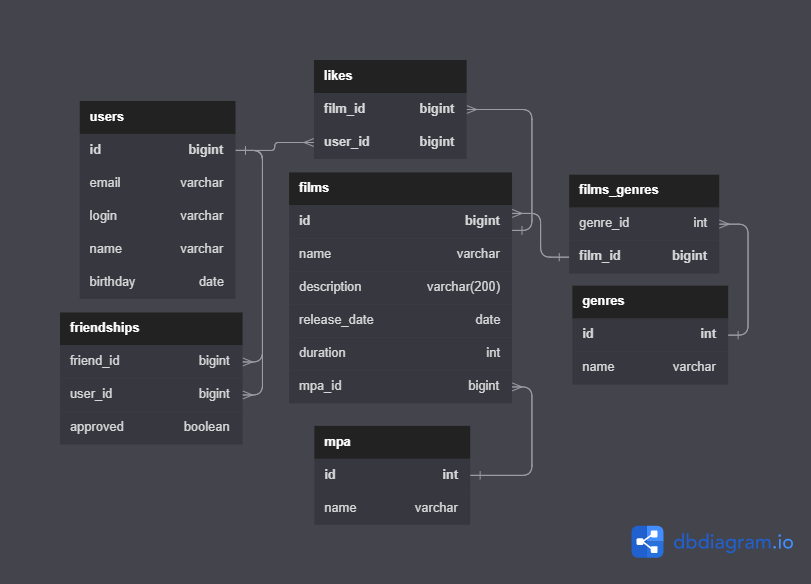 likes
film_id bigint
user_id bigint
users
id bigint
email varchar
login varchar
name varchar
birthday date
films
id bigint
name varchar
description varchar(200)
release_date date
duration int
mpa_id bigint
films_genres
genre_id int
film_id bigint
genres
id int
name varchar
friendships
friend_id bigint
user_id bigint
approved boolean
mpa
id int
name varchar
dbdiagram.io